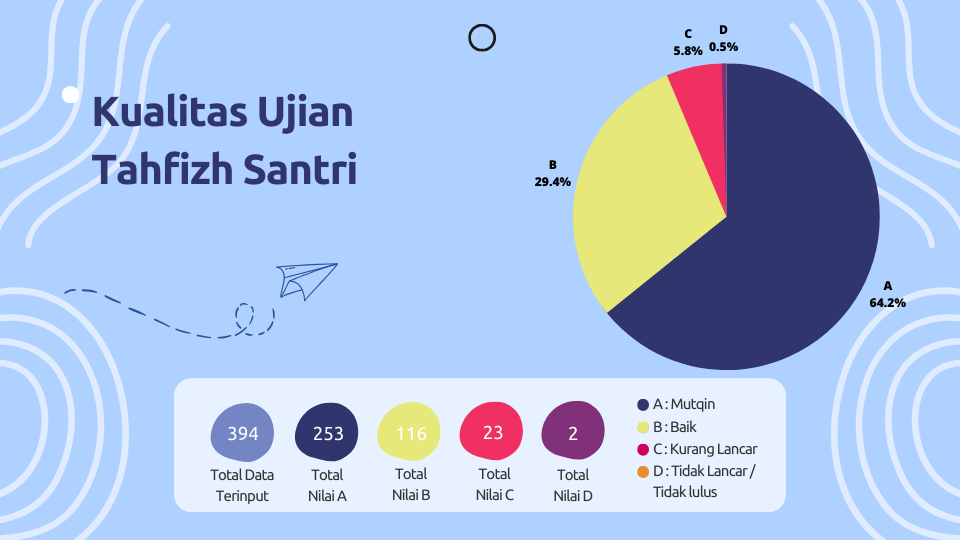 Kualitas Ujian
Tahfizh Santri
C
5.8%
D
0.5%
B
29.4%
A
64.2%
394
Total Data
Terinput
253
Total
Nilai A
116
Total
Nilai B
23
Total
Nilai C
2
Total
Nilai D
A : Mutqin
B : Baik
C : Kurang Lancar
D : Tidak Lancar /
Tidak lulus